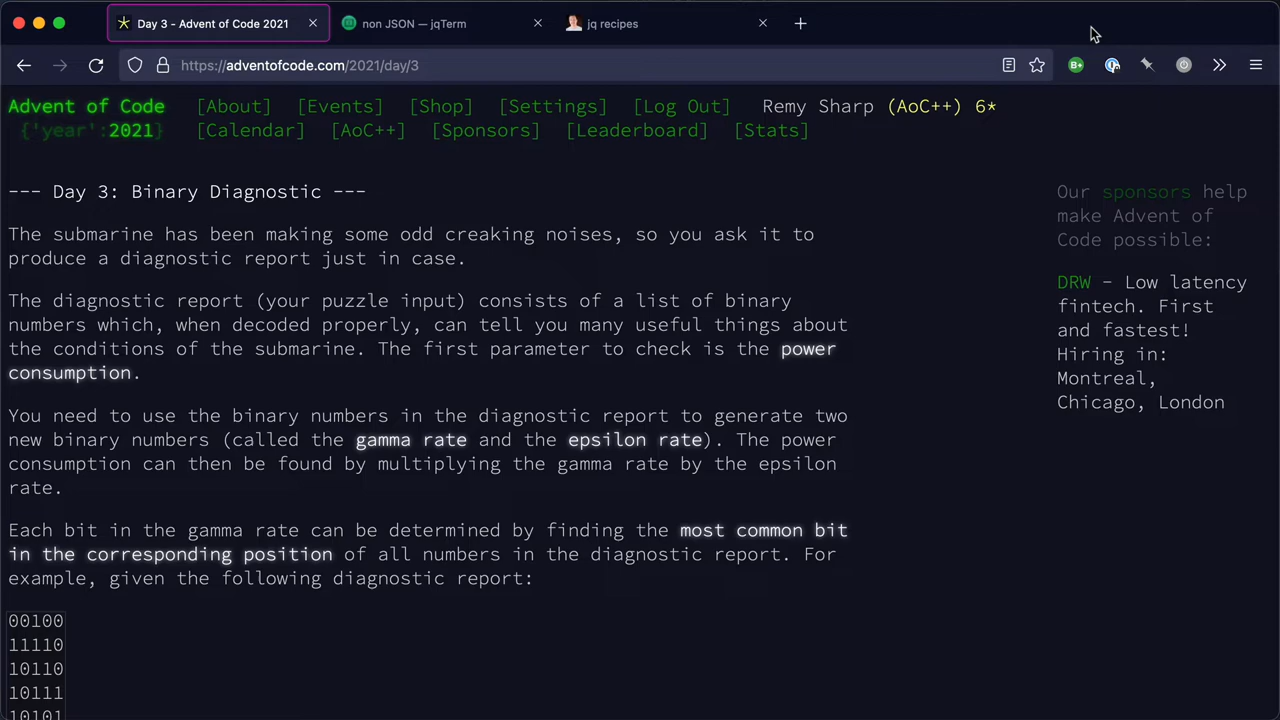 Day 3 - Advent of Code 2021
non JSON — jqTerm
jq recipes
https://adventofcode.com/2021/day/3
Advent of Code [About] [Events] [Shop] [Settings] [Log Out] Remy Sharp (AoC++) 6*
{'year':2021} [Calendar] [AoC++] [Sponsors] [Leaderboard] [Stats]
--- Day 3: Binary Diagnostic ---
The submarine has been making some odd creaking noises, so you ask it to
produce a diagnostic report just in case.
The diagnostic report (your puzzle input) consists of a list of binary
numbers which, when decoded properly, can tell you many useful things about
the conditions of the submarine. The first parameter to check is the power
consumption.
You need to use the binary numbers in the diagnostic report to generate two
new binary numbers (called the gamma rate and the epsilon rate). The power
consumption can then be found by multiplying the gamma rate by the epsilon
rate.
Each bit in the gamma rate can be determined by finding the most common bit
in the corresponding position of all numbers in the diagnostic report. For
example, given the following diagnostic report:
00100
11110
10110
10111
10101
Our sponsors help
make Advent of
Code possible:
DRW - Low latency
fintech. First
and fastest!
Hiring in:
Montreal,
Chicago, London